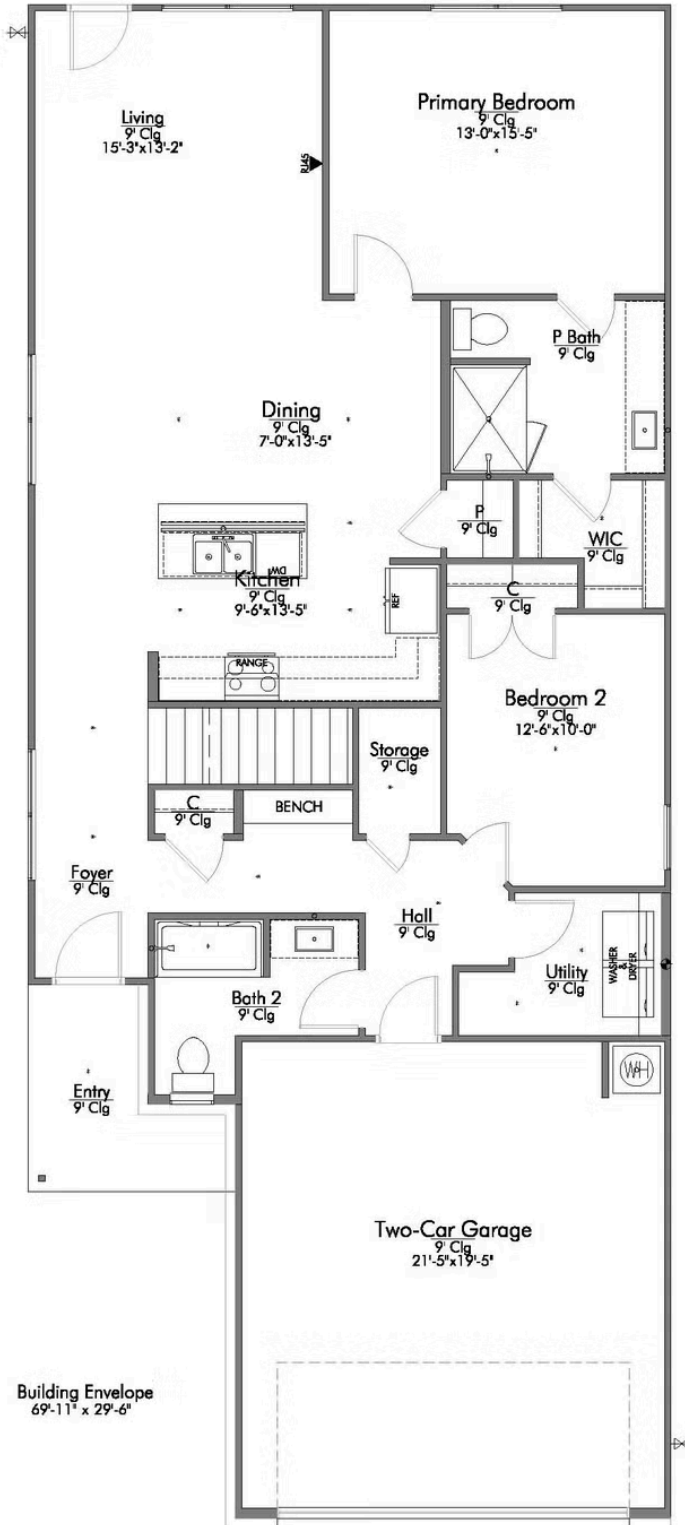 Living
9' Clg
15'-3"x13'-2"
Primary Bedroom
9' Clg
13'-0"x15'-5"
RJ45
P Bath
9' Clg
Dining
9' Clg
7'-0"x13'-5"
P
9' Clg
WIC
9' Clg
DW
Kitchen
9' Clg
9'-6"x13'-5"
REF
C
9' Clg
RANGE
Bedroom 2
9' Clg
12'-6"x10'-0"
Storage
9' Clg
C
9' Clg
BENCH
Foyer
9' Clg
Hall
9' Clg
Utility
9' Clg
WASHER
&
DRYER
Bath 2
9' Clg
Entry
9' Clg
WH
Two-Car Garage
9' Clg
21'-5"x19'-5"
Building Envelope
69'-11" x 29'-6"